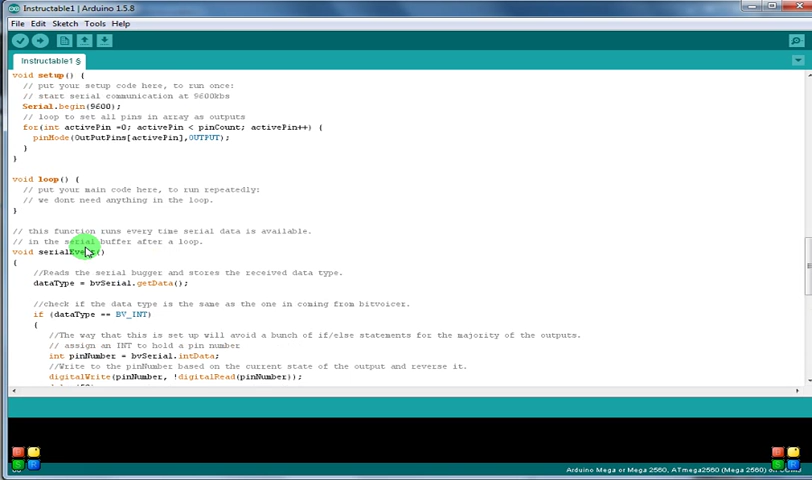 Instructable1 | Arduino 1.5.8
File Edit Sketch Tools Help
Instructable1 §
void setup() {
// put your setup code here, to run once:
// start serial communication at 9600kbs
Serial.begin(9600);
// loop to set all pins in array as outputs
for(int activePin =0; activePin < pinCount; activePin++) {
pinMode(OutPutPins[activePin],OUTPUT);
}
}
void loop() {
// put your main code here, to run repeatedly:
// we dont need anything in the loop.
}
// this function runs every time serial data is available.
// in the serial buffer after a loop.
void serialEvent()
{
//Reads the serial bugger and stores the received data type.
dataType = bvSerial.getData();
//check if the data type is the same as the one in coming from bitvoicer.
if (dataType == BV_INT)
{
//The way that this is set up will avoid a bunch of if/else statements for the majority of the outputs.
// assign an INT to hold a pin number
int pinNumber = bvSerial.intData;
//Write to the pinNumber based on the current state of the output and reverse it.
digitalWrite(pinNumber, !digitalRead(pinNumber));
B
S R
B
S R
Arduino Mega or Mega 2560, ATmega2560 (Mega 2560) on